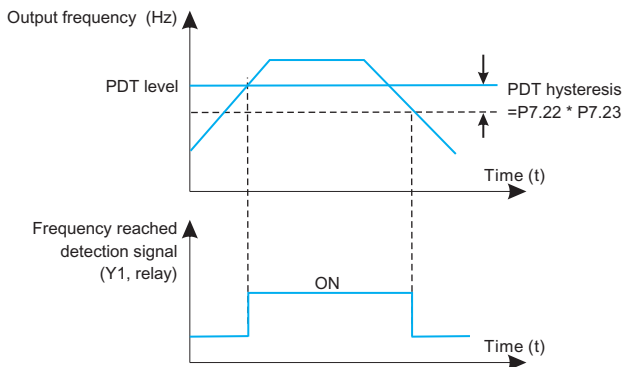 Output frequency (Hz)
PDT level
PDT hysteresis
=P7.22 * P7.23
Time (t)
Frequency reached
detection signal
(Y1, relay)
ON
Time (t)